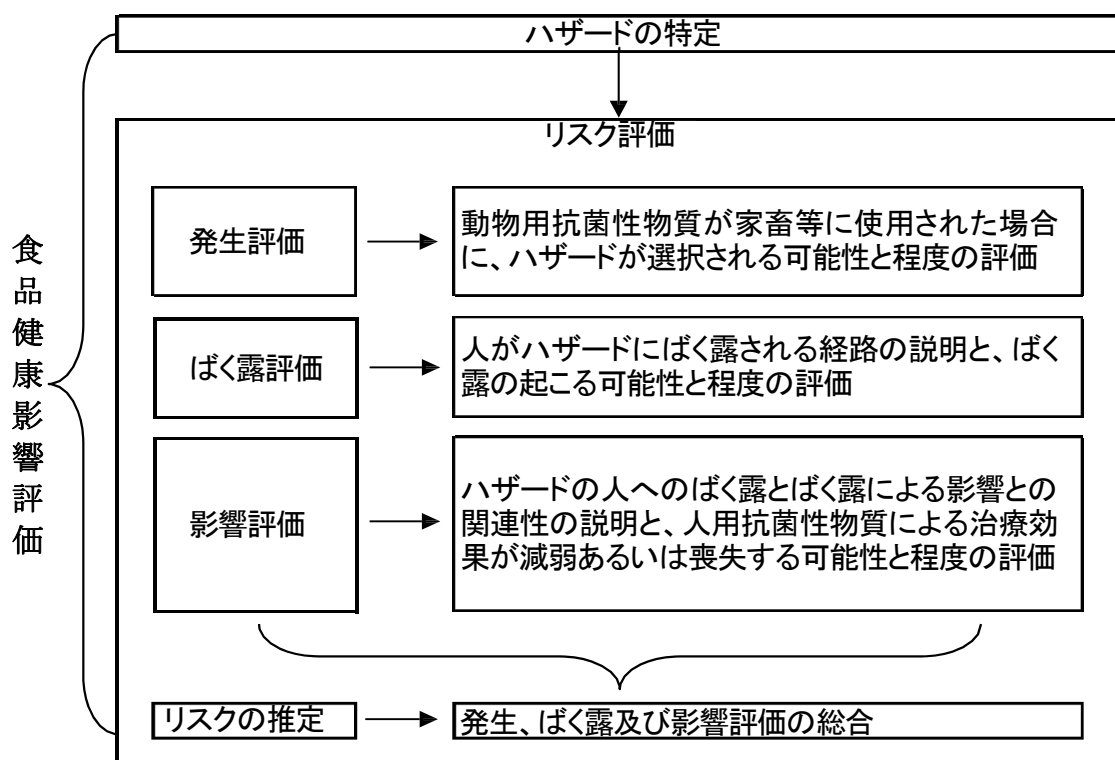 ハザードの特定
リスク評価
食品健康影響評価
発生評価
動物用抗菌性物質が家畜等に使用された場合
に、ハザードが選択される可能性と程度の評価
ばく露評価
人がハザードにばく露される経路の説明と、ばく
露の起こる可能性と程度の評価
影響評価
ハザードの人へのばく露とばく露による影響との
関連性の説明と、人用抗菌性物質による治療効
果が減弱あるいは喪失する可能性と程度の評価
リスクの推定
発生、ばく露及び影響評価の総合